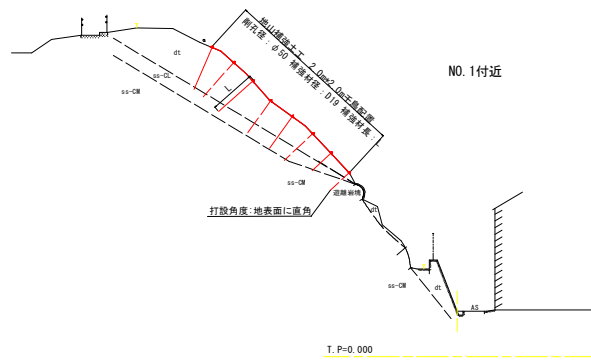 地山補強土工 2.0m*2.0m千鳥配置
削孔径:φ50 補強材径:D19 補強材長:L
NO.1付近
dt
ss-CL
ss-CM
L
ss-CM
遊離岩塊
dt
打設角度:地表面に直角
dt
ss-CM
AS
T.P=0.000